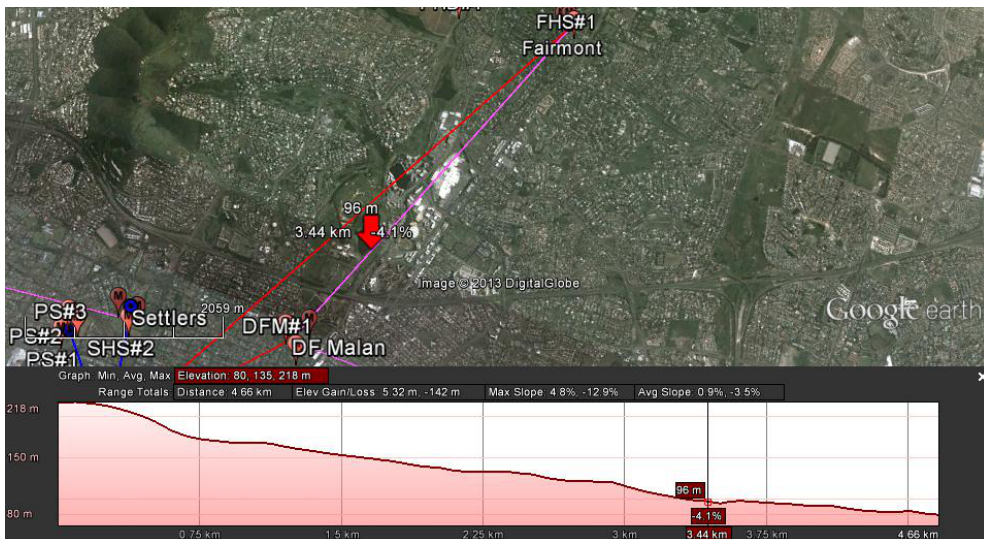 FHS#1
Fairmont
96 m
3.44 km
-4.1%
Image © 2013 DigitalGlobe
Google earth
2059 m
PS#3
Settlers
DFM#1
PS#2
SHS#2
DF Malan
PS#1
Graph: Min, Avg, Max Elevation: 80, 135, 218 m
Range Totals: Distance: 4.66 km Elev Gain/Loss: 5.32 m, -142 m Max Slope: 4.8%, -12.9% Avg Slope: 0.9%, -3.5%
218 m
150 m
80 m
96 m
-4.1%
0.75 km 1.5 km 2.25 km 3 km 3.44 km 3.75 km 4.66 km